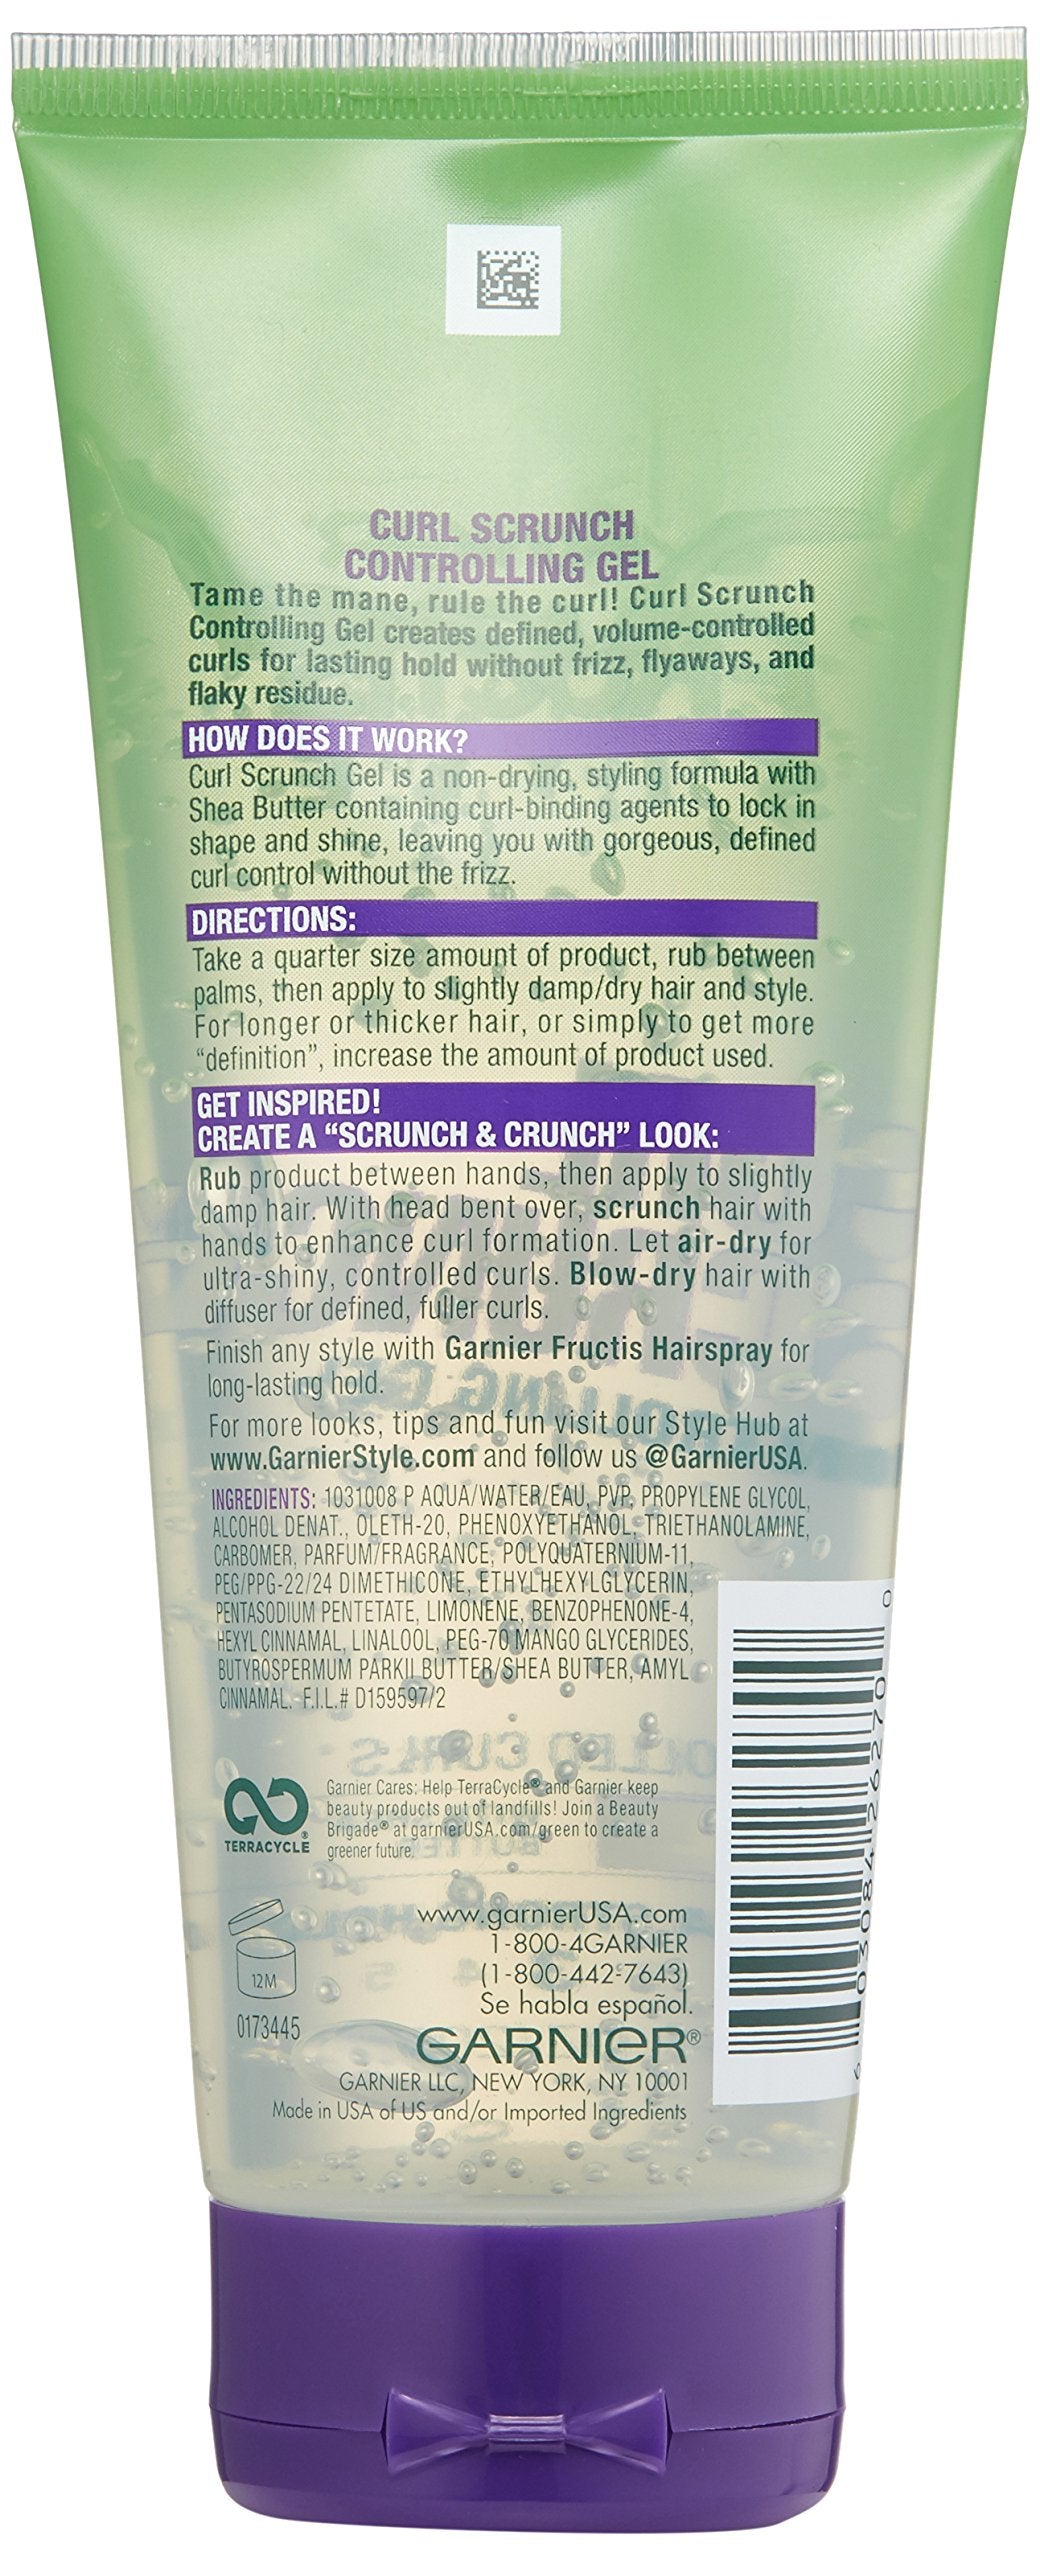 CURL SCRUNCH
CONTROLLING GEL
Tame the mane, rule the curl! Curl Scrunch
Controlling Gel creates defined, volume-controlled
curls for lasting hold without frizz, flyaways, and
flaky residue.
HOW DOES IT WORK?
Curl Scrunch Gel is a non-drying, styling formula with
Shea Butter containing curl-binding agents to lock in
shape and shine, leaving you with gorgeous, defined
curl control without the frizz.
DIRECTIONS:
Take a quarter size amount of product, rub between
palms, then apply to slightly damp/dry hair and style.
For longer or thicker hair, or simply to get more
“definition”, increase the amount of product used.
GET INSPIRED!
CREATE A “SCRUNCH & CRUNCH” LOOK:
Rub product between hands, then apply to slightly
damp hair. With head bent over, scrunch hair with
hands to enhance curl formation. Let air-dry for
ultra-shiny, controlled curls. Blow-dry hair with
diffuser for defined, fuller curls.
Finish any style with Garnier Fructis Hairspray for
long-lasting hold.
For more looks, tips and fun visit our Style Hub at
www.GarnierStyle.com and follow us @GarnierUSA.
INGREDIENTS: 1031008 P AQUA/WATER/EAU, PVP, PROPYLENE GLYCOL,
ALCOHOL DENAT., OLETH-20, PHENOXYETHANOL, TRIETHANOLAMINE,
CARBOMER, PARFUM/FRAGRANCE, POLYQUATERNIUM-11,
PEG/PPG-22/24 DIMETHICONE, ETHYLHEXYLGLYCERIN,
PENTASODIUM PENTETATE, LIMONENE, BENZOPHENONE-4,
HEXYL CINNAMAL, LINALOOL, PEG-70 MANGO GLYCERIDES,
BUTYROSPERMUM PARKII BUTTER/SHEA BUTTER, AMYL
CINNAMAL. F.I.L.# D159597/2
TERRACYCLE®
Garnier Cares: Help TerraCycle® and Garnier keep
beauty products out of landfills! Join a Beauty
Brigade® at garnierUSA.com/green to create a
greener future.
12M
0173445
www.garnierUSA.com
1-800-4GARNIER
(1-800-442-7643)
Se habla español.
GARNIER®
GARNIER LLC, NEW YORK, NY 10001
Made in USA of US and/or Imported Ingredients
6 03084 26270 0